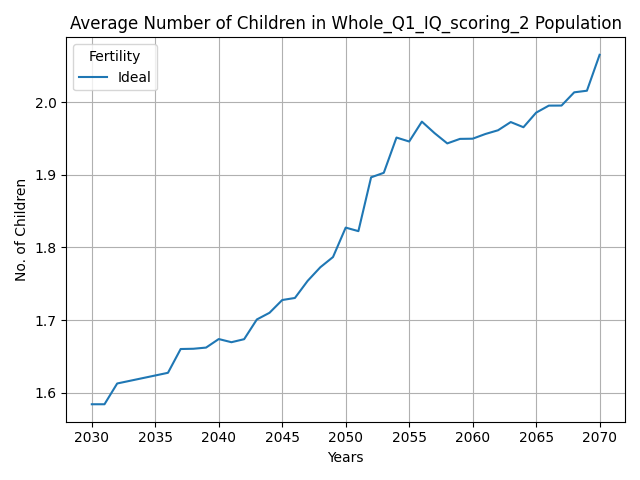 Average Number of Children in Whole_Q1_IQ_scoring_2 Population
Fertility
Ideal
No. of Children
2.0
1.9
1.8
1.7
1.6
2030 2035 2040 2045 2050 2055 2060 2065 2070
Years